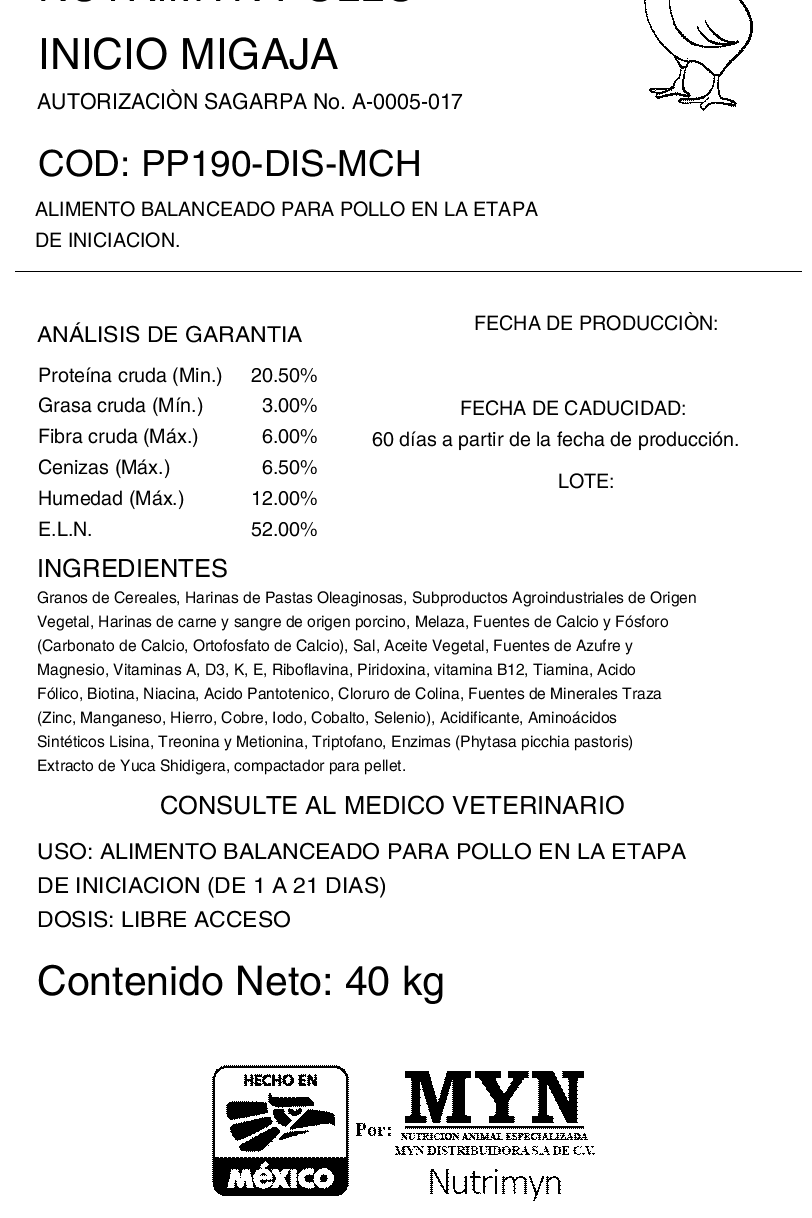 INICIO MIGAJA
AUTORIZACIÒN SAGARPA No. A-0005-017
COD: PP190-DIS-MCH
ALIMENTO BALANCEADO PARA POLLO EN LA ETAPA
DE INICIACION.
ANÁLISIS DE GARANTIA
Proteína cruda (Min.) 20.50%
Grasa cruda (Mín.) 3.00%
Fibra cruda (Máx.) 6.00%
Cenizas (Máx.) 6.50%
Humedad (Máx.) 12.00%
E.L.N. 52.00%
FECHA DE PRODUCCIÒN:
FECHA DE CADUCIDAD:
60 días a partir de la fecha de producción.
LOTE:
INGREDIENTES
Granos de Cereales, Harinas de Pastas Oleaginosas, Subproductos Agroindustriales de Origen
Vegetal, Harinas de carne y sangre de origen porcino, Melaza, Fuentes de Calcio y Fósforo
(Carbonato de Calcio, Ortofosfato de Calcio), Sal, Aceite Vegetal, Fuentes de Azufre y
Magnesio, Vitaminas A, D3, K, E, Riboflavina, Piridoxina, vitamina B12, Tiamina, Acido
Fólico, Biotina, Niacina, Acido Pantotenico, Cloruro de Colina, Fuentes de Minerales Traza
(Zinc, Manganeso, Hierro, Cobre, Iodo, Cobalto, Selenio), Acidificante, Aminoácidos
Sintéticos Lisina, Treonina y Metionina, Triptofano, Enzimas (Phytasa picchia pastoris)
Extracto de Yuca Shidigera, compactador para pellet.
CONSULTE AL MEDICO VETERINARIO
USO: ALIMENTO BALANCEADO PARA POLLO EN LA ETAPA
DE INICIACION (DE 1 A 21 DIAS)
DOSIS: LIBRE ACCESO
Contenido Neto: 40 kg
HECHO EN
MéXICO
Por:
MYN
NUTRICION ANIMAL ESPECIALIZADA
MYN DISTRIBUIDORA S.A DE C.V.
Nutrimyn